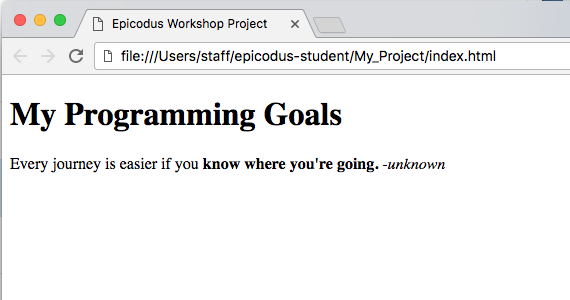 Epicodus Workshop Project
file:///Users/staff/epicodus-student/My_Project/index.html
My Programming Goals
Every journey is easier if you know where you're going. -unknown